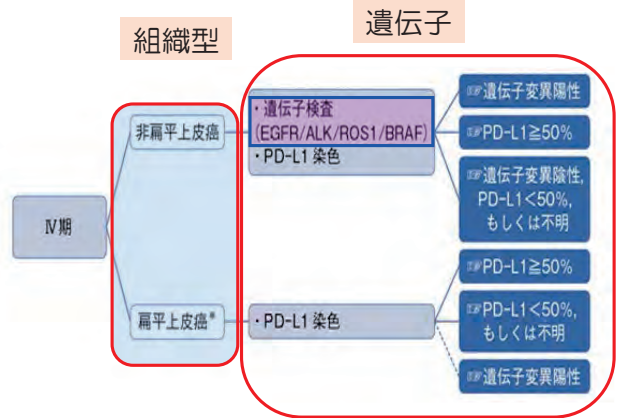 組織型
遺伝子
Ⅳ期
非扁平上皮癌
扁平上皮癌*
・遺伝子検査
(EGFR/ALK/ROS1/BRAF)
・PD-L1 染色
・PD-L1 染色
☞遺伝子変異陽性
☞PD-L1≧50%
☞遺伝子変異陰性,
PD-L1<50%,
もしくは不明
☞PD-L1≧50%
☞PD-L1<50%,
もしくは不明
☞遺伝子変異陽性